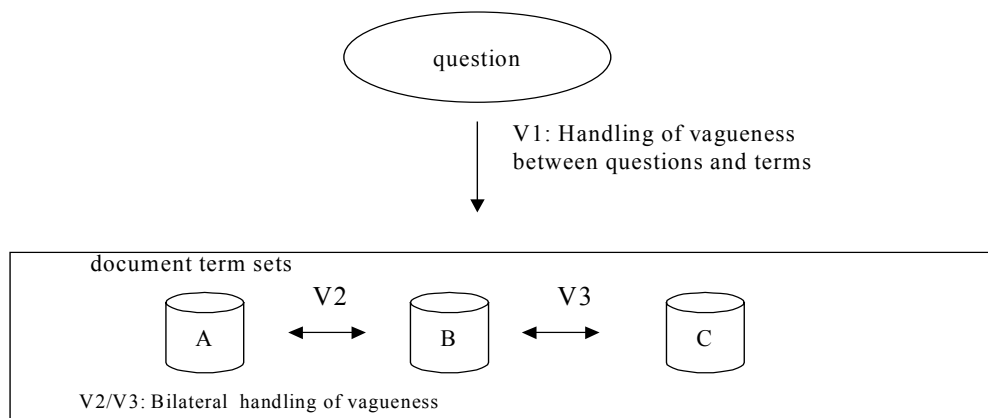 question
V1: Handling of vagueness
between questions and terms
document term sets
V2 V3
A B C
V2/V3: Bilateral handling of vagueness